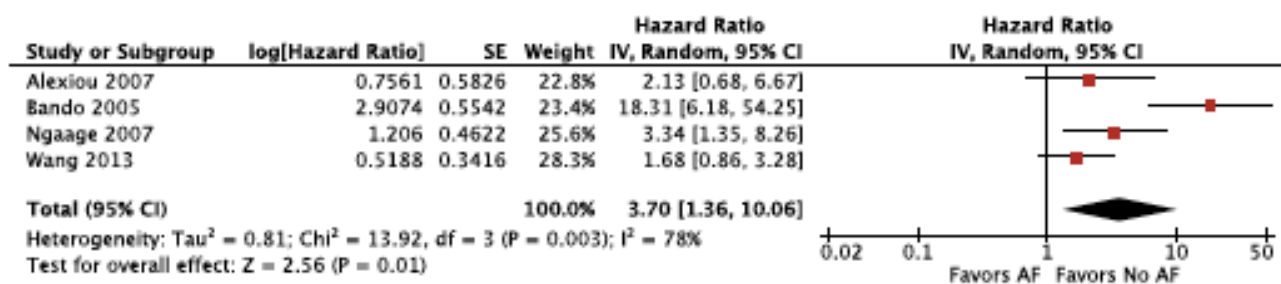 Hazard Ratio Hazard Ratio
Study or Subgroup log[Hazard Ratio] SE Weight IV, Random, 95% CI IV, Random, 95% CI
Alexiou 2007 0.7561 0.5826 22.8% 2.13 [0.68, 6.67]
Bando 2005 2.9074 0.5542 23.4% 18.31 [6.18, 54.25]
Ngaage 2007 1.206 0.4622 25.6% 3.34 [1.35, 8.26]
Wang 2013 0.5188 0.3416 28.3% 1.68 [0.86, 3.28]
Total (95% CI) 100.0% 3.70 [1.36, 10.06]
Heterogeneity: Tau² = 0.81; Chi² = 13.92, df = 3 (P = 0.003); I² = 78%
Test for overall effect: Z = 2.56 (P = 0.01)
0.02 0.1 1 10 50
Favors AF Favors No AF